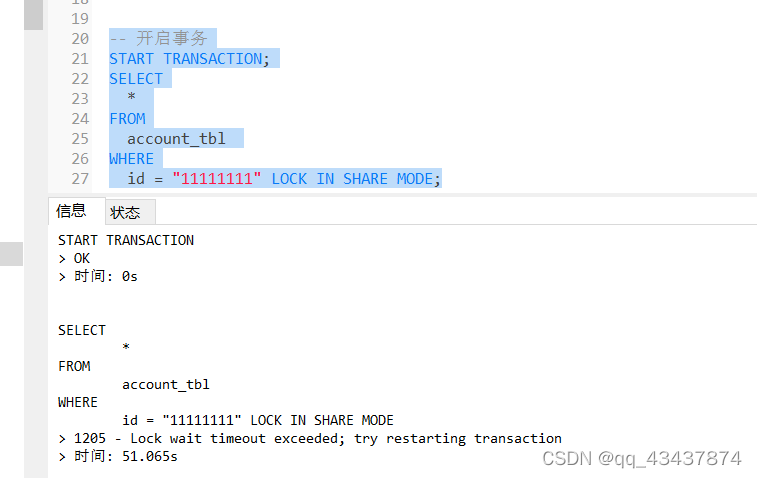 18
19
20 -- 开启事务
21 START TRANSACTION;
22 SELECT
23 *
24 FROM
25 account_tbl
26 WHERE
27 id = "11111111" LOCK IN SHARE MODE;
信息 状态
START TRANSACTION
> OK
> 时间: 0s
SELECT
*
FROM
account_tbl
WHERE
id = "11111111" LOCK IN SHARE MODE
> 1205 - Lock wait timeout exceeded; try restarting transaction
> 时间: 51.065s
CSDN @qq_43437874